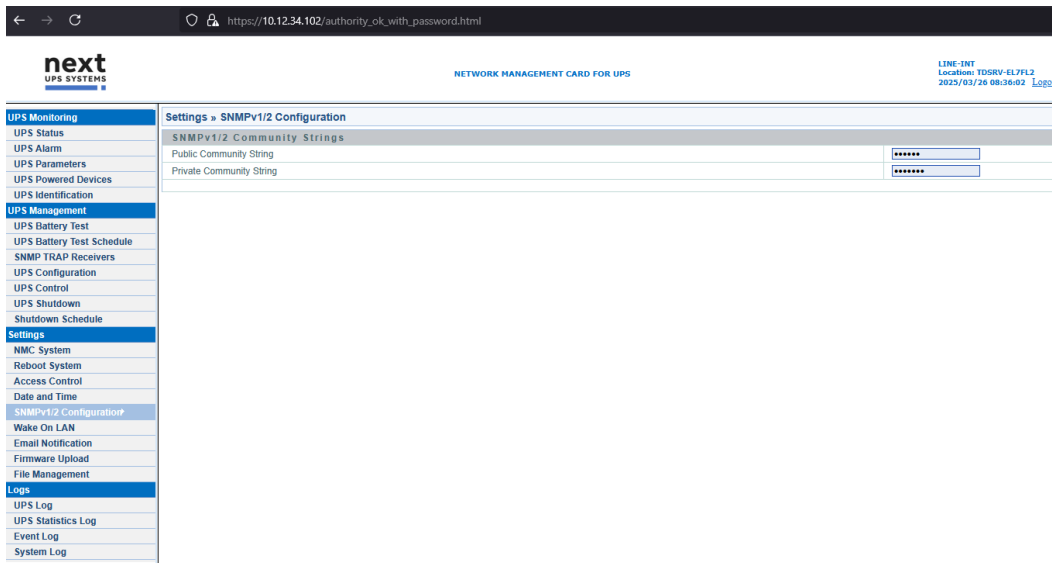 https://10.12.34.102/authority_ok_with_password.html
next
UPS SYSTEMS
NETWORK MANAGEMENT CARD FOR UPS
LINE-INT
Location: TDSRV-EL7FL2
2025/03/26 08:36:02 Logo
UPS Monitoring
UPS Status
UPS Alarm
UPS Parameters
UPS Powered Devices
UPS Identification
UPS Management
UPS Battery Test
UPS Battery Test Schedule
SNMP TRAP Receivers
UPS Configuration
UPS Control
UPS Shutdown
Shutdown Schedule
Settings
NMC System
Reboot System
Access Control
Date and Time
SNMPv1/2 Configuration
Wake On LAN
Email Notification
Firmware Upload
File Management
Logs
UPS Log
UPS Statistics Log
Event Log
System Log
Settings » SNMPv1/2 Configuration
SNMPv1/2 Community Strings
Public Community String ••••••
Private Community String •••••••